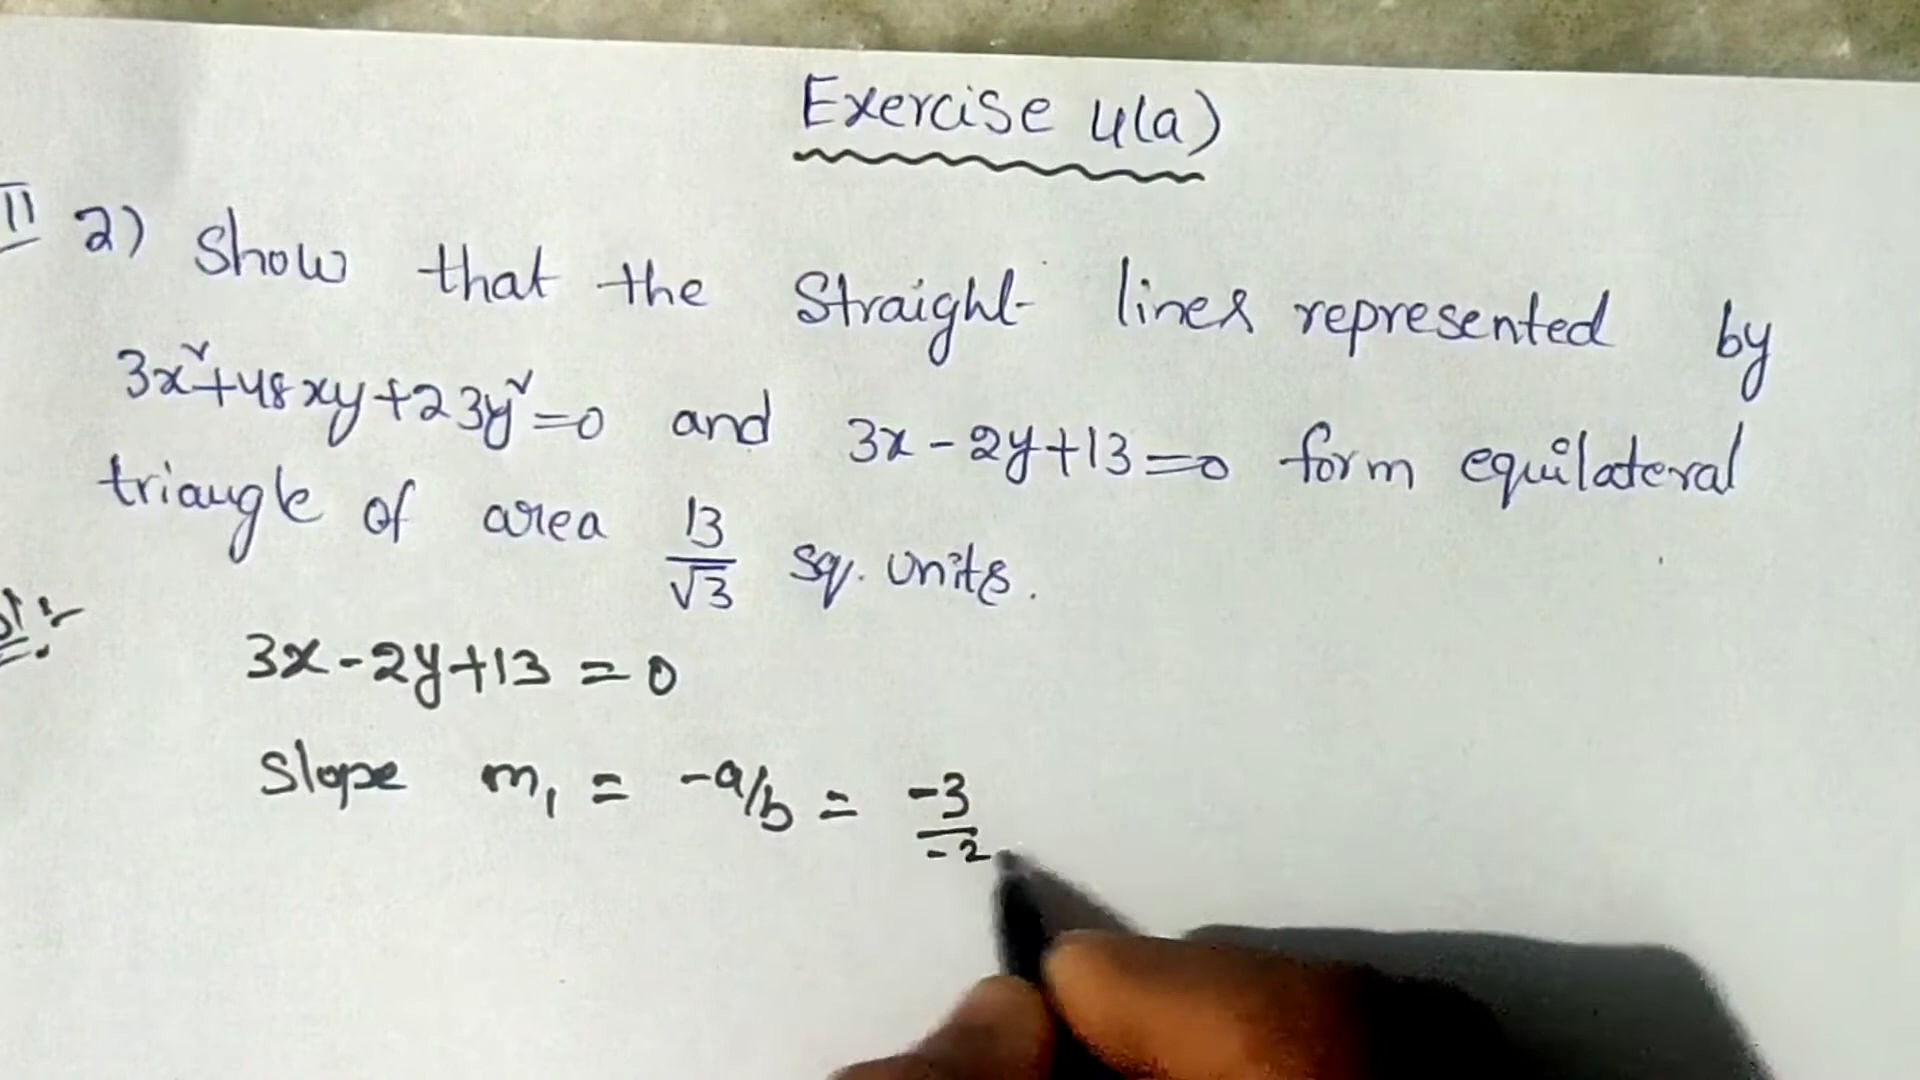 Exercise 4(a)
II 2) Show that the Straight lines represented by
3x²+48xy+23y²=0 and 3x-2y+13=0 form equilateral
triangle of area 13/√3 sq. units.
3x-2y+13=0
Slope m₁ = -a/b = -3/-2